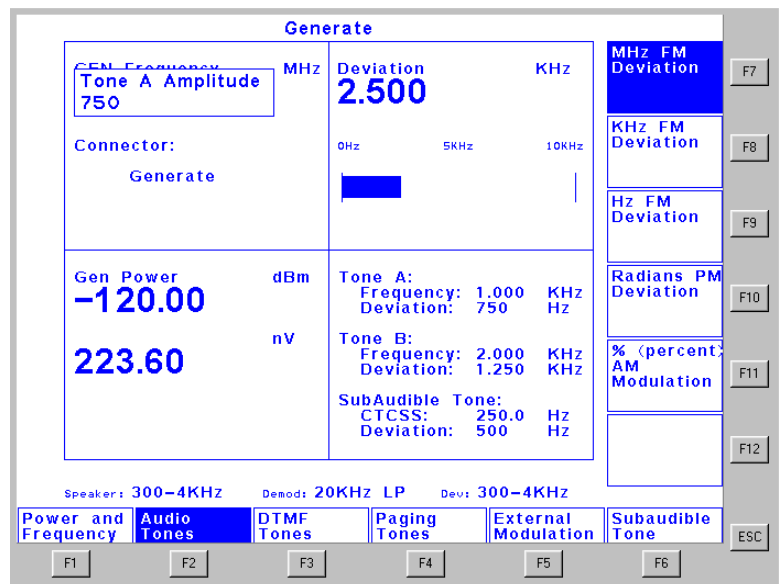 Generate
GEN Frequency MHz
Tone A Amplitude
750
Connector:
Generate
Deviation KHz
2.500
0Hz 5KHz 10KHz
Gen Power dBm
-120.00
nV
223.60
Tone A:
Frequency: 1.000 KHz
Deviation: 750 Hz
Tone B:
Frequency: 2.000 KHz
Deviation: 1.250 KHz
SubAudible Tone:
CTCSS: 250.0 Hz
Deviation: 500 Hz
MHz FM
Deviation
F7
KHz FM
Deviation
F8
Hz FM
Deviation
F9
Radians PM
Deviation
F10
% (percent)
AM
Modulation
F11
F12
Speaker: 300-4KHZ Demod: 20KHz LP Dev: 300-4KHZ
Power and
Frequency
Audio
Tones
DTMF
Tones
Paging
Tones
External
Modulation
Subaudible
Tone
ESC
F1 F2 F3 F4 F5 F6